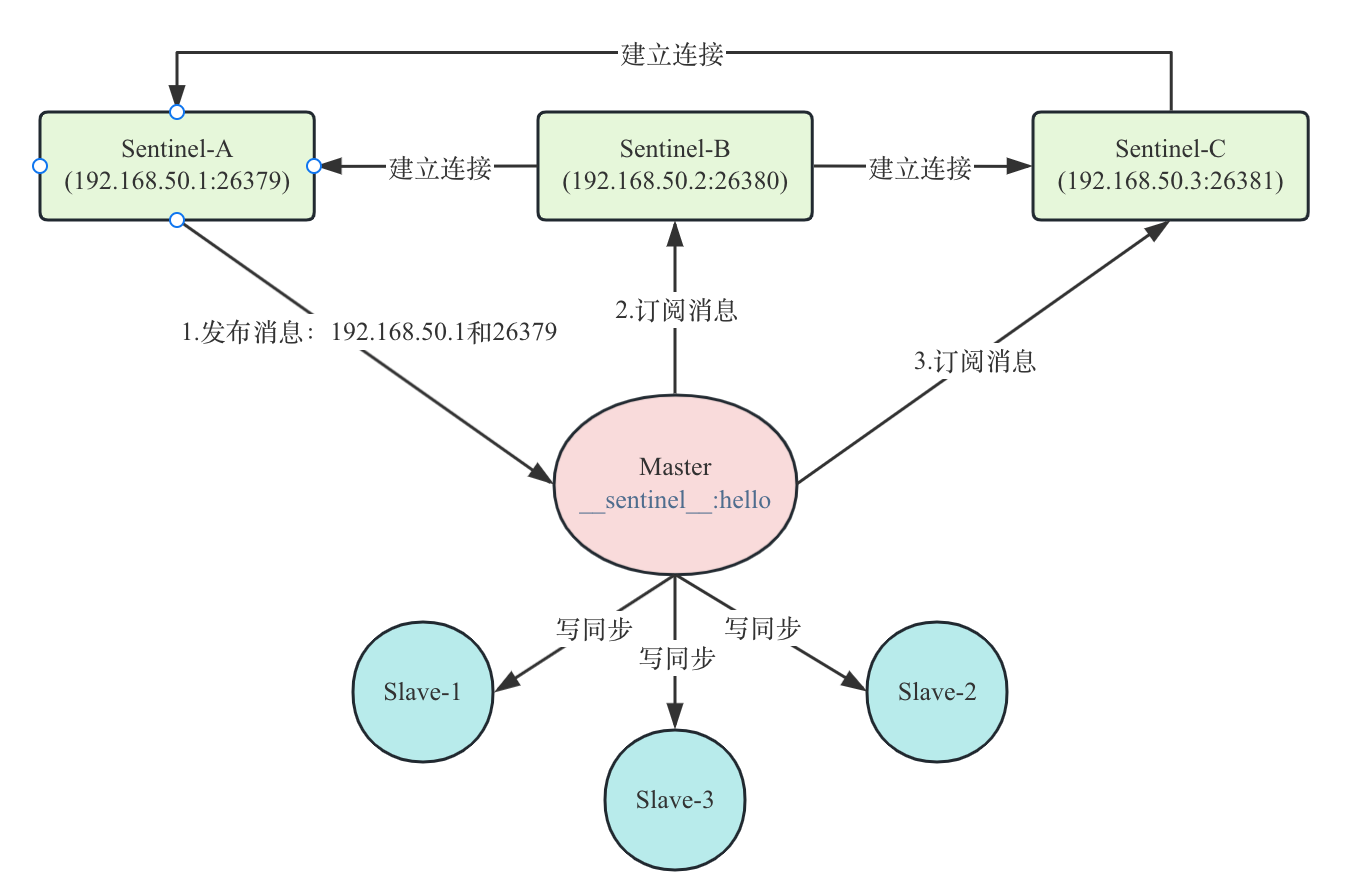 建立连接
Sentinel-A
(192.168.50.1:26379)
建立连接
Sentinel-B
(192.168.50.2:26380)
建立连接
Sentinel-C
(192.168.50.3:26381)
1.发布消息：192.168.50.1和26379
2.订阅消息
3.订阅消息
Master
__sentinel__:hello
写同步
写同步
写同步
Slave-1
Slave-2
Slave-3